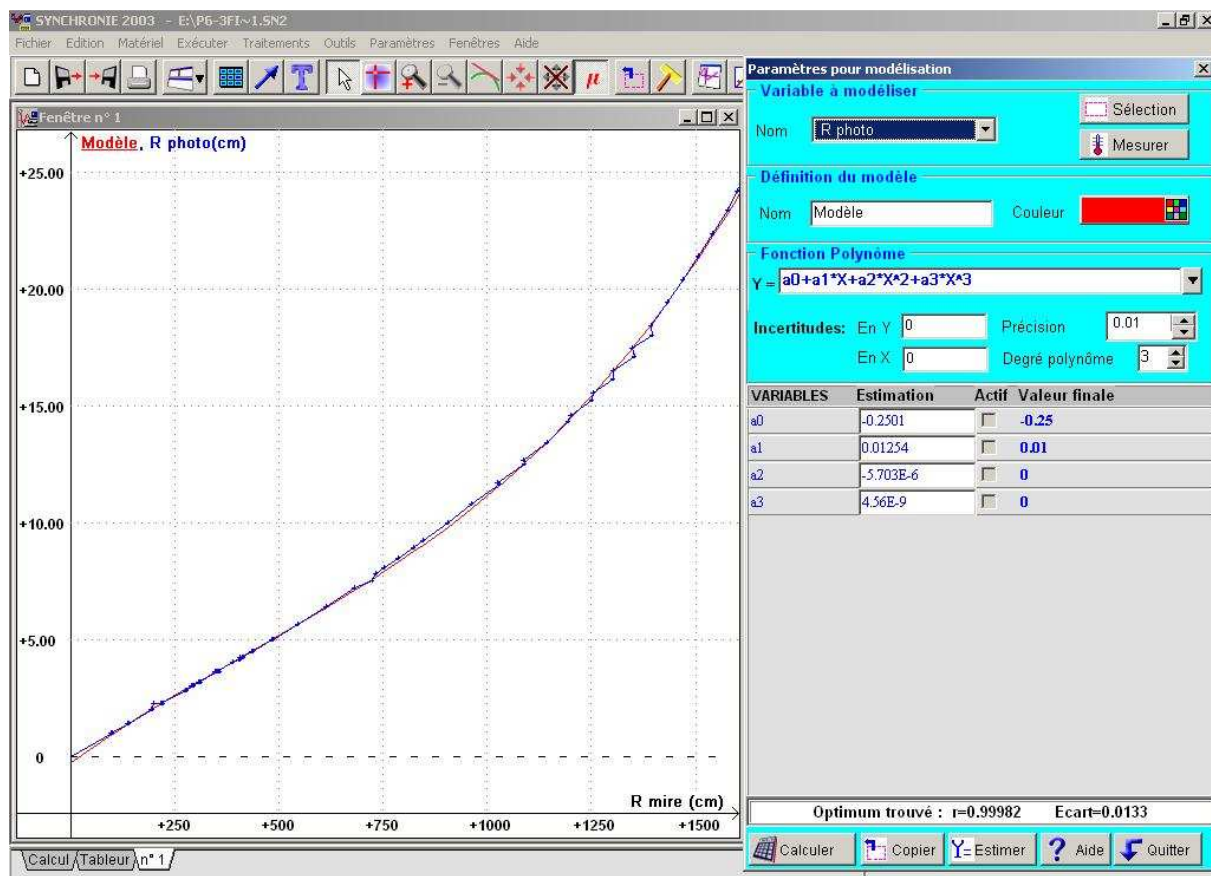 SYNCHRONIE 2003 - E:\P6-3FI~1.SN2
Fichier Edition Matériel Exécuter Traitements Outils Paramètres Fenêtres Aide
Fenêtre n° 1
Modèle, R photo(cm)
+25.00
+20.00
+15.00
+10.00
+5.00
0
R mire (cm)
+250 +500 +750 +1000 +1250 +1500
Calcul Tableur n° 1
Paramètres pour modélisation
Variable à modéliser
Nom R photo
Sélection
Mesurer
Définition du modèle
Nom Modèle Couleur
Fonction Polynôme
Y = a0+a1*X+a2*X^2+a3*X^3
Incertitudes: En Y 0 Précision 0.01
En X 0 Degré polynôme 3
VARIABLES Estimation Actif Valeur finale
a0 -0.2501 -0.25
a1 0.01254 0.01
a2 -5.703E-6 0
a3 4.56E-9 0
Optimum trouvé : r=0.99982 Ecart=0.0133
Calculer Copier Y= Estimer ? Aide Quitter